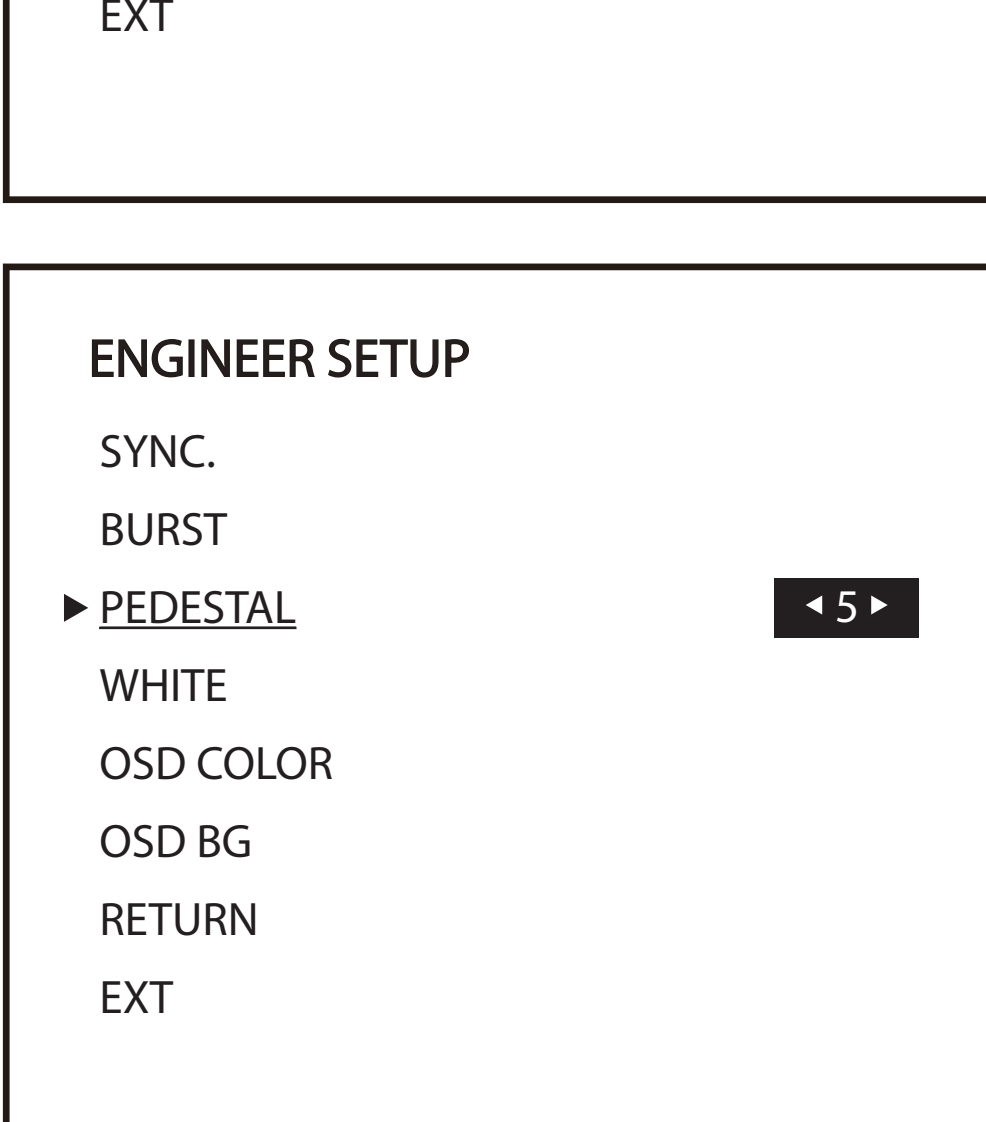 EXT
ENGINEER SETUP
SYNC.
BURST
PEDESTAL 5
WHITE
OSD COLOR
OSD BG
RETURN
EXT